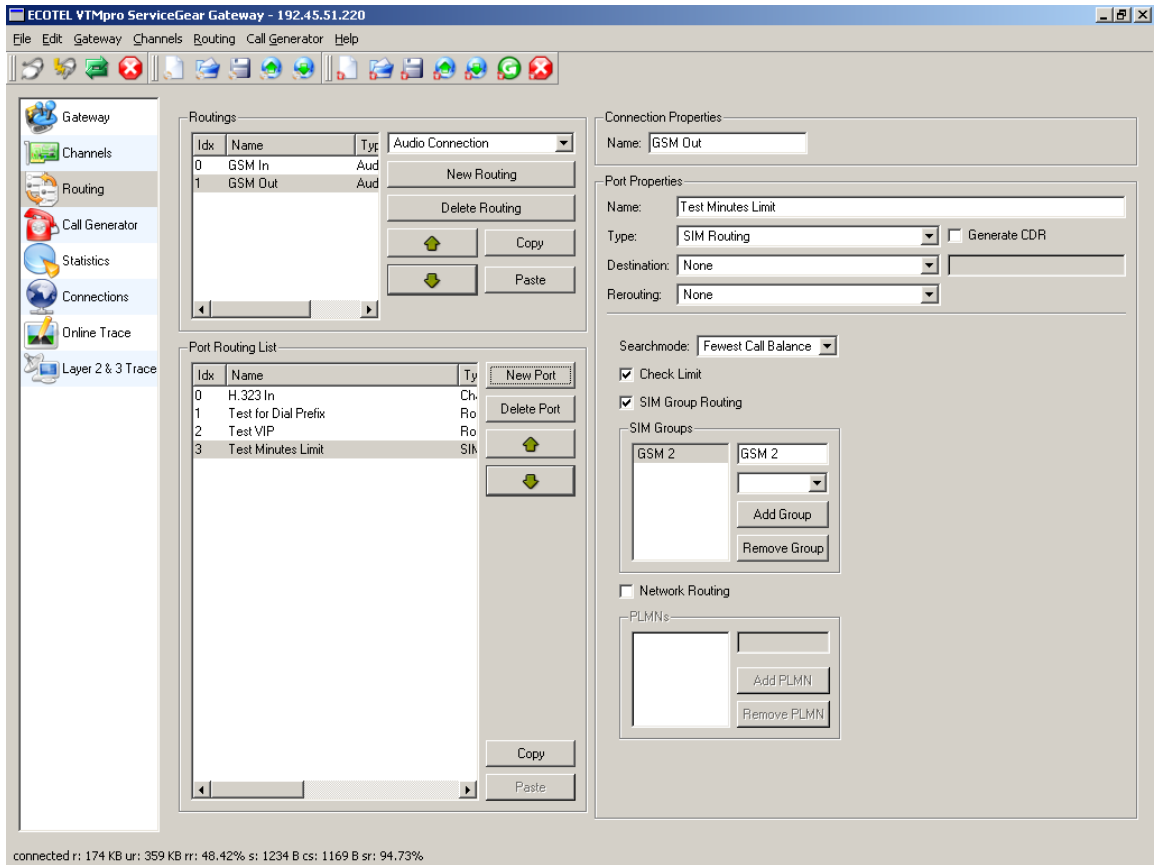 ECOTEL VTMpro ServiceGear Gateway - 192.45.51.220
File Edit Gateway Channels Routing Call Generator Help
Gateway
Channels
Routing
Call Generator
Statistics
Connections
Online Trace
Layer 2 & 3 Trace
Routings
Idx Name Typ
0 GSM In Aud
1 GSM Out Aud
Audio Connection
New Routing
Delete Routing
Copy
Paste
Port Routing List
Idx Name Ty
0 H.323 In Cha
1 Test for Dial Prefix Ro
2 Test VIP Ro
3 Test Minutes Limit SIM
New Port
Delete Port
Copy
Paste
Connection Properties
Name: GSM Out
Port Properties
Name: Test Minutes Limit
Type: SIM Routing Generate CDR
Destination: None
Rerouting: None
Searchmode: Fewest Call Balance
Check Limit
SIM Group Routing
SIM Groups
GSM 2 GSM 2
Add Group
Remove Group
Network Routing
PLMNs
Add PLMN
Remove PLMN
connected r: 174 KB ur: 359 KB rr: 48.42% s: 1234 B cs: 1169 B sr: 94.73%